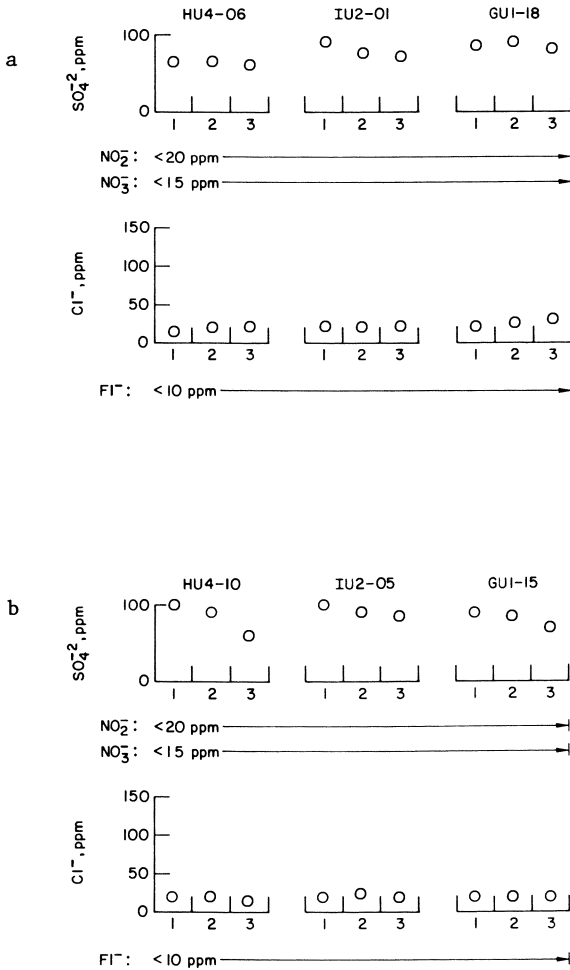 a
HU4-06 IU2-01 GU1-18
SO₄⁻², ppm
100
0
1 2 3 1 2 3 1 2 3
NO₂⁻: <20 ppm
NO₃⁻: <15 ppm
Cl⁻, ppm
150
100
50
0
1 2 3 1 2 3 1 2 3
Fl⁻: <10 ppm
b
HU4-10 IU2-05 GU1-15
SO₄⁻², ppm
100
0
1 2 3 1 2 3 1 2 3
NO₂⁻: <20 ppm
NO₃⁻: <15 ppm
Cl⁻, ppm
150
100
50
0
1 2 3 1 2 3 1 2 3
Fl⁻: <10 ppm